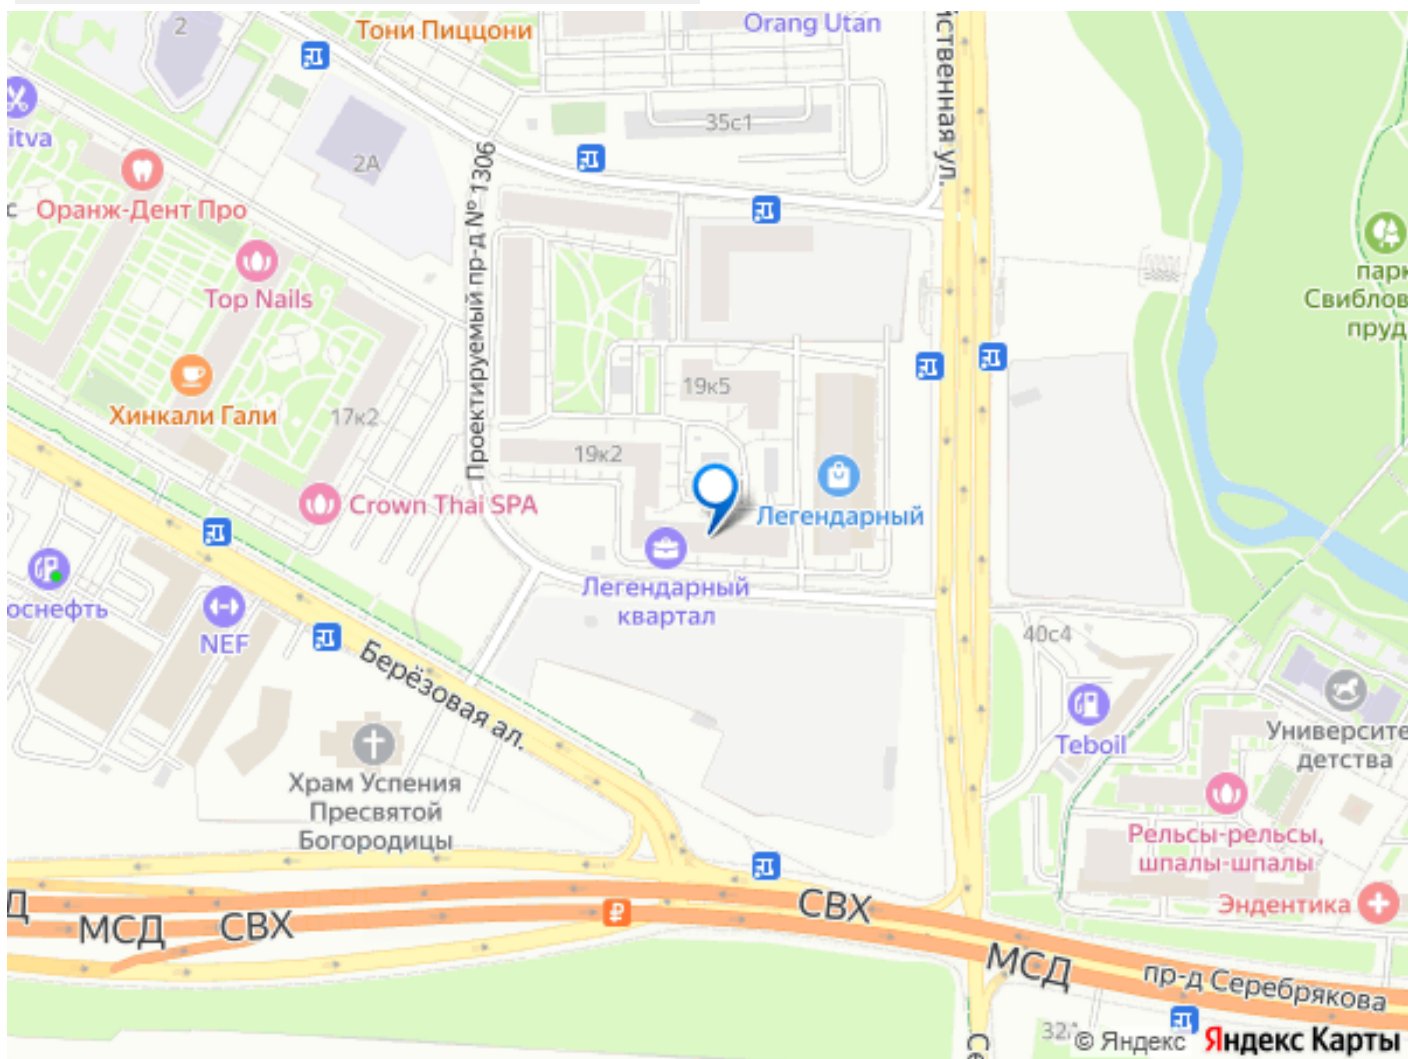 2
Тони Пиццони
Orang Utan
itva
35с1
2А
Оранж-Дент Про
Проектируемый пр-д № 1306
Top Nails
парк
Свиблов
пруд
Хинкали Гали
17к2
19к5
19к2
Crown Thai SPA
Легендарный
Легендарный
квартал
оснефть
NEF
40с4
Берёзовая ал.
Teboil
Университе
детства
Храм Успения
Пресвятой
Богородицы
Рельсы-рельсы,
шпалы-шпалы
Эндентика
СВХ
МСД
СВХ
МСД
пр-д Серебрякова
© Яндекс Яндекс Карты